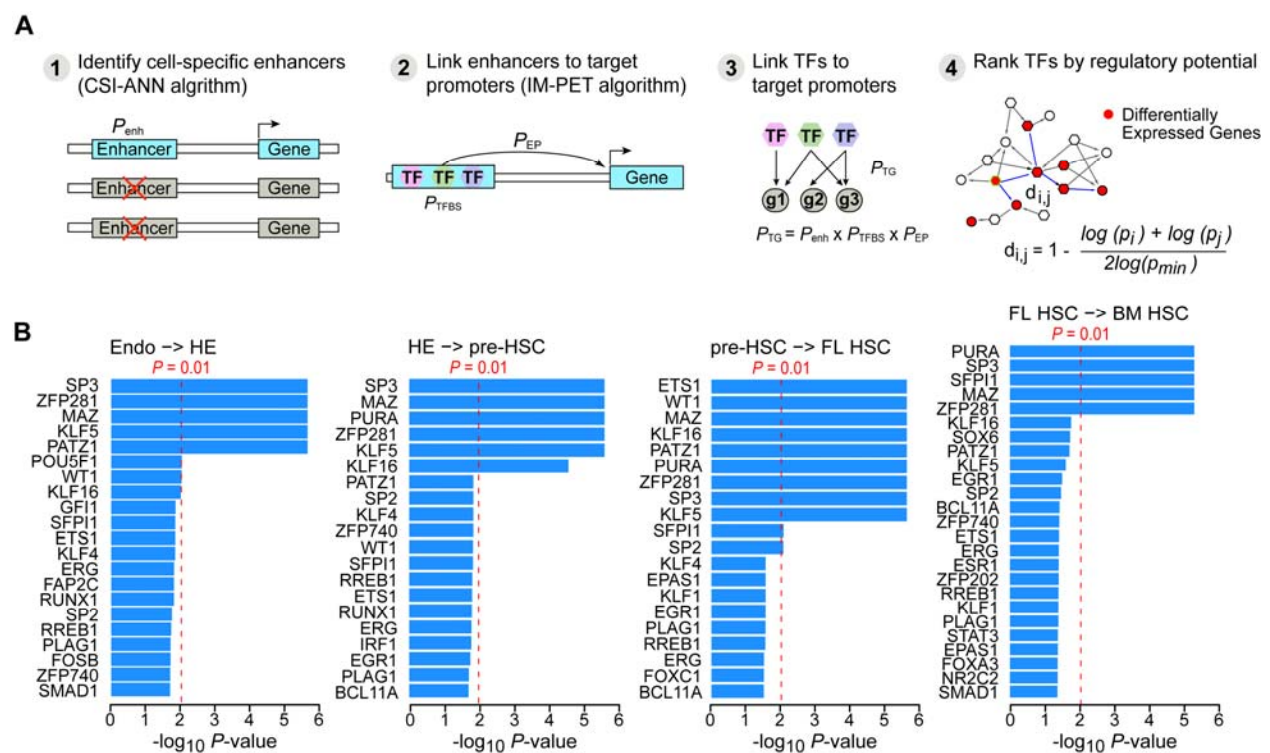 A
1 Identify cell-specific enhancers
(CSI-ANN algrithm)
Penh
Enhancer
Gene
Enhancer
Gene
Enhancer
Gene
2 Link enhancers to target
promoters (IM-PET algorithm)
PEP
TF TF TF
Gene
PTFBS
3 Link TFs to
target promoters
TF TF TF
PTG
g1 g2 g3
PTG = Penh x PTFBS x PEP
4 Rank TFs by regulatory potential
Differentially
Expressed Genes
di,j
di,j = 1 - log (pi) + log (pj)
2log(pmin)
B
Endo –> HE
P = 0.01
SP3
ZFP281
MAZ
KLF5
PATZ1
POU5F1
WT1
KLF16
GFI1
SFPI1
ETS1
KLF4
ERG
FAP2C
RUNX1
SP2
RREB1
PLAG1
FOSB
ZFP740
SMAD1
0 1 2 3 4 5 6
-log10 P-value
HE –> pre-HSC
P = 0.01
SP3
MAZ
PURA
ZFP281
KLF5
KLF16
PATZ1
SP2
KLF4
ZFP740
WT1
SFPI1
RREB1
ETS1
RUNX1
ERG
IRF1
EGR1
PLAG1
BCL11A
0 1 2 3 4 5 6
-log10 P-value
pre-HSC –> FL HSC
P = 0.01
ETS1
WT1
MAZ
KLF16
PATZ1
PURA
ZFP281
SP3
KLF5
SFPI1
SP2
KLF4
EPAS1
KLF1
EGR1
PLAG1
RREB1
ERG
FOXC1
BCL11A
0 1 2 3 4 5 6
-log10 P-value
FL HSC –> BM HSC
P = 0.01
PURA
SP3
SFPI1
MAZ
ZFP281
KLF16
SOX6
PATZ1
KLF5
EGR1
SP2
BCL11A
ZFP740
ETS1
ERG
ESR1
ZFP202
RREB1
KLF1
PLAG1
STAT3
EPAS1
FOXA3
NR2C2
SMAD1
0 1 2 3 4 5 6
-log10 P-value